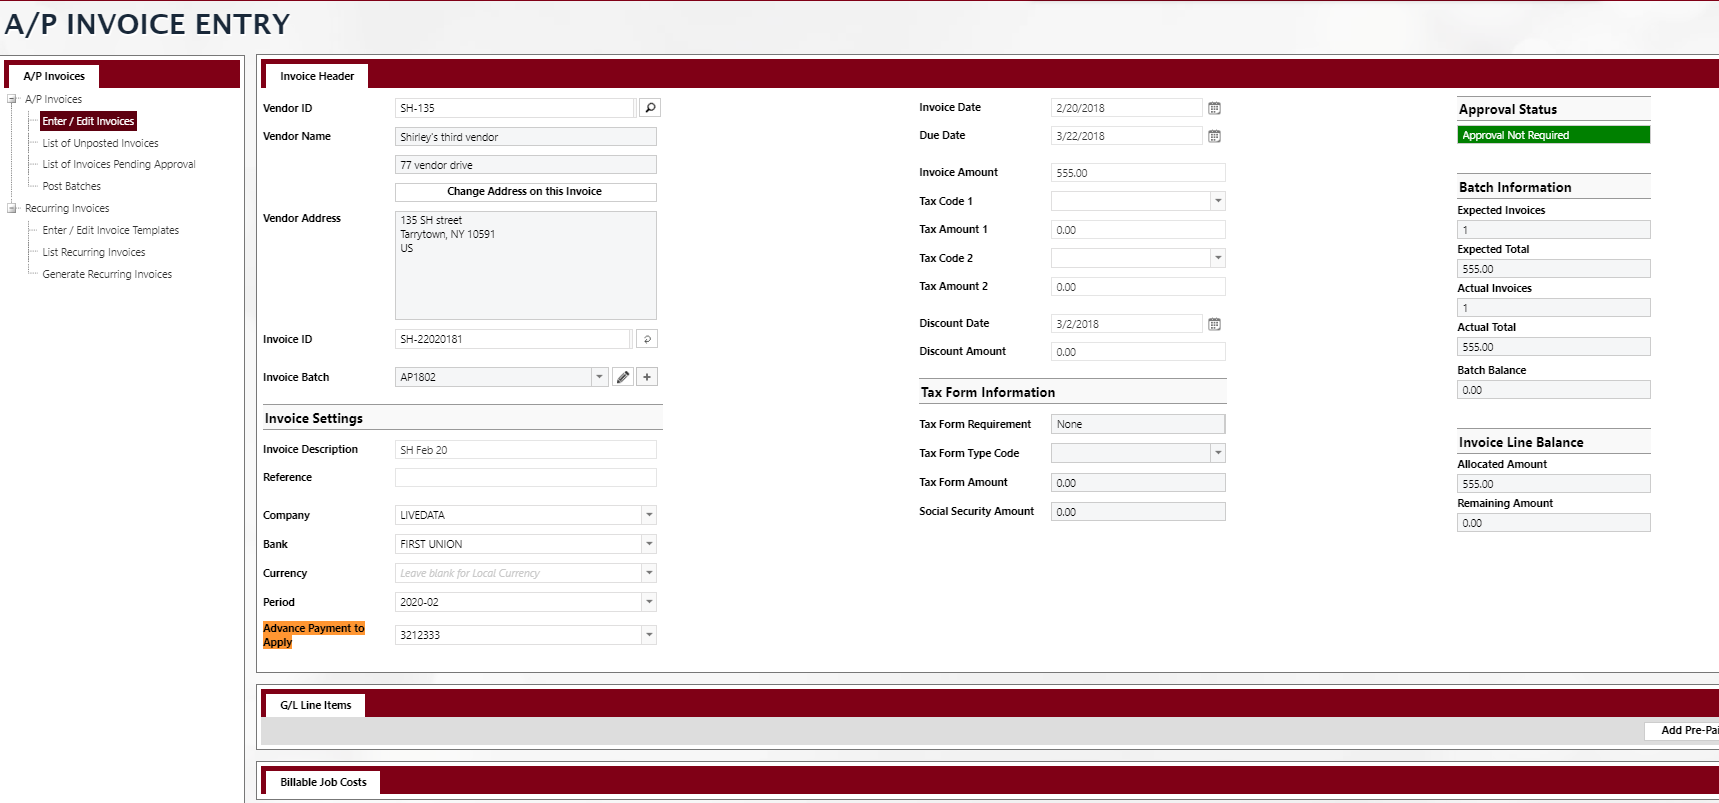 A/P INVOICE ENTRY
A/P Invoices
A/P Invoices
Enter / Edit Invoices
List of Unposted Invoices
List of Invoices Pending Approval
Post Batches
Recurring Invoices
Enter / Edit Invoice Templates
List Recurring Invoices
Generate Recurring Invoices
Invoice Header
Vendor ID
SH-135
Vendor Name
Shirley's third vendor
77 vendor drive
Change Address on this Invoice
Vendor Address
135 SH street
Tarrytown, NY 10591
US
Invoice ID
SH-22020181
Invoice Batch
AP1802
Invoice Settings
Invoice Description
SH Feb 20
Reference
Company
LIVEDATA
Bank
FIRST UNION
Currency
Leave blank for Local Currency
Period
2020-02
Advance Payment to
Apply
3212333
Invoice Date
2/20/2018
Due Date
3/22/2018
Invoice Amount
555.00
Tax Code 1
Tax Amount 1
0.00
Tax Code 2
Tax Amount 2
0.00
Discount Date
3/2/2018
Discount Amount
0.00
Tax Form Information
Tax Form Requirement
None
Tax Form Type Code
Tax Form Amount
0.00
Social Security Amount
0.00
Approval Status
Approval Not Required
Batch Information
Expected Invoices
1
Expected Total
555.00
Actual Invoices
1
Actual Total
555.00
Batch Balance
0.00
Invoice Line Balance
Allocated Amount
555.00
Remaining Amount
0.00
G/L Line Items
Add Pre-Pai
Billable Job Costs